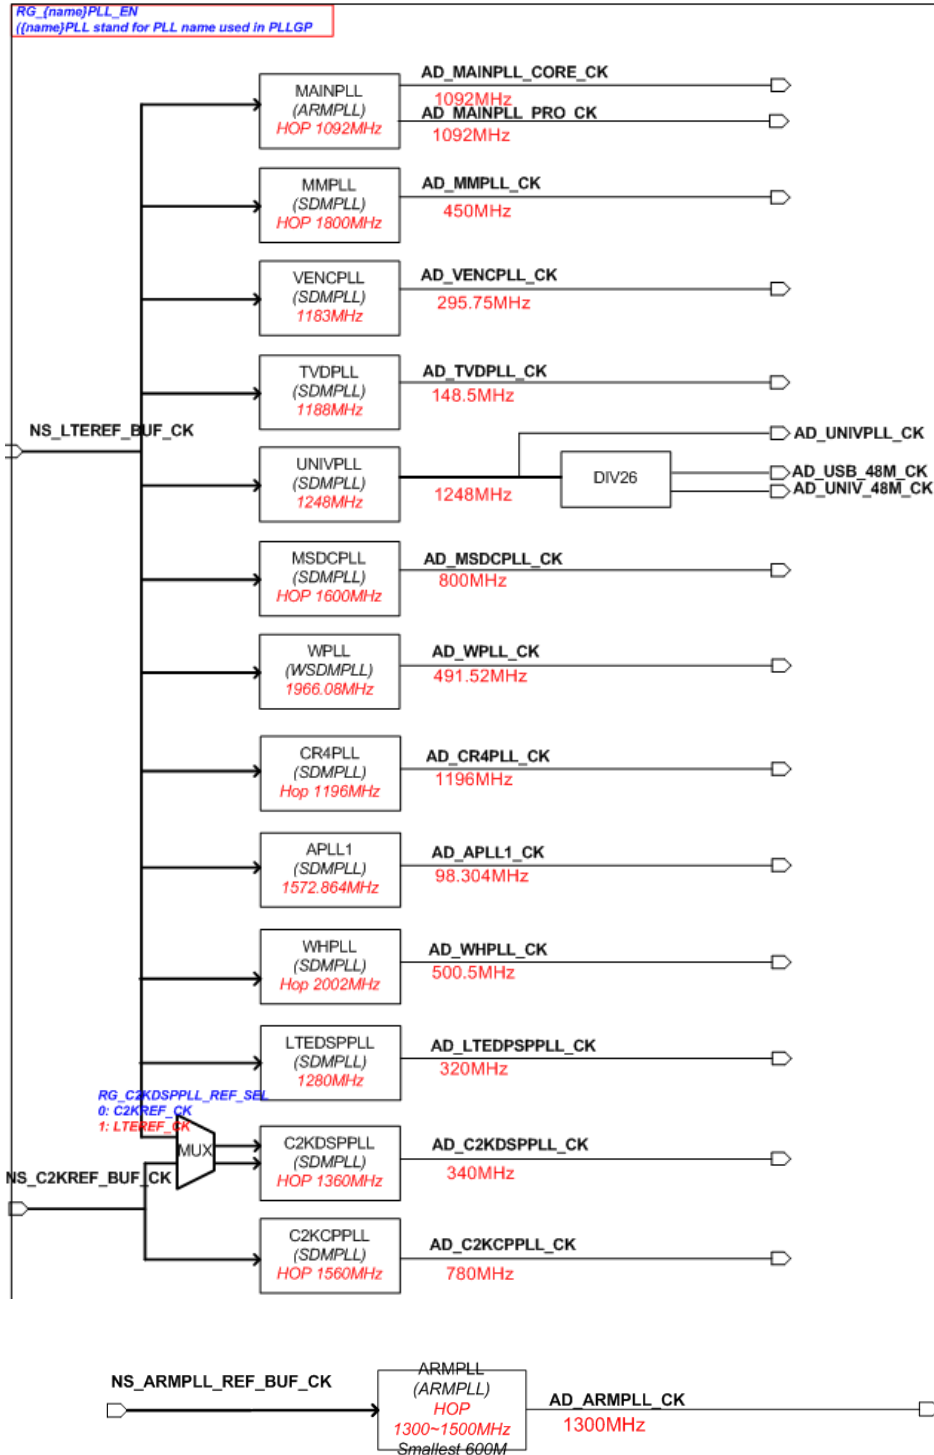 RG_{name}PLL_EN
({name}PLL stand for PLL name used in PLLGP
MAINPLL
(ARMPLL)
HOP 1092MHz
AD_MAINPLL_CORE_CK
1092MHz
AD_MAINPLL_PRO_CK
1092MHz
MMPLL
(SDMPLL)
HOP 1800MHz
AD_MMPLL_CK
450MHz
VENCPLL
(SDMPLL)
1183MHz
AD_VENCPLL_CK
295.75MHz
TVDPLL
(SDMPLL)
1188MHz
AD_TVDPLL_CK
148.5MHz
NS_LTEREF_BUF_CK
UNIVPLL
(SDMPLL)
1248MHz
1248MHz
DIV26
AD_UNIVPLL_CK
AD_USB_48M_CK
AD_UNIV_48M_CK
MSDCPLL
(SDMPLL)
HOP 1600MHz
AD_MSDCPLL_CK
800MHz
WPLL
(WSDMPLL)
1966.08MHz
AD_WPLL_CK
491.52MHz
CR4PLL
(SDMPLL)
Hop 1196MHz
AD_CR4PLL_CK
1196MHz
APLL1
(SDMPLL)
1572.864MHz
AD_APLL1_CK
98.304MHz
WHPLL
(SDMPLL)
Hop 2002MHz
AD_WHPLL_CK
500.5MHz
LTEDSPPLL
(SDMPLL)
1280MHz
AD_LTEDPSPPLL_CK
320MHz
RG_C2KDSPPLL_REF_SEL
0: C2KREF_CK
1: LTEREF_CK
MUX
C2KDSPPLL
(SDMPLL)
HOP 1360MHz
AD_C2KDSPPLL_CK
340MHz
NS_C2KREF_BUF_CK
C2KCPPLL
(SDMPLL)
HOP 1560MHz
AD_C2KCPPLL_CK
780MHz
NS_ARMPLL_REF_BUF_CK
ARMPLL
(ARMPLL)
HOP
1300~1500MHz
Smallest 600M
AD_ARMPLL_CK
1300MHz